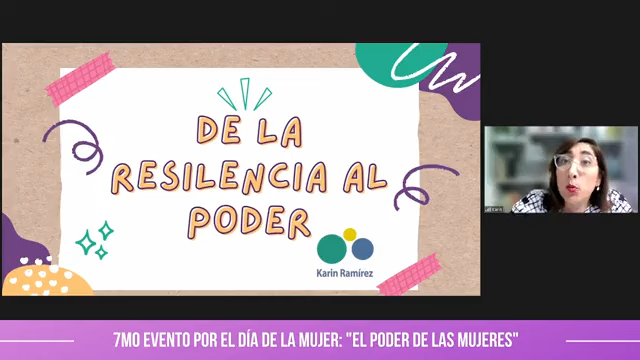 DE LA
RESILENCIA AL
PODER
Karin Ramírez
7MO EVENTO POR EL DÍA DE LA MUJER: "EL PODER DE LAS MUJERES"